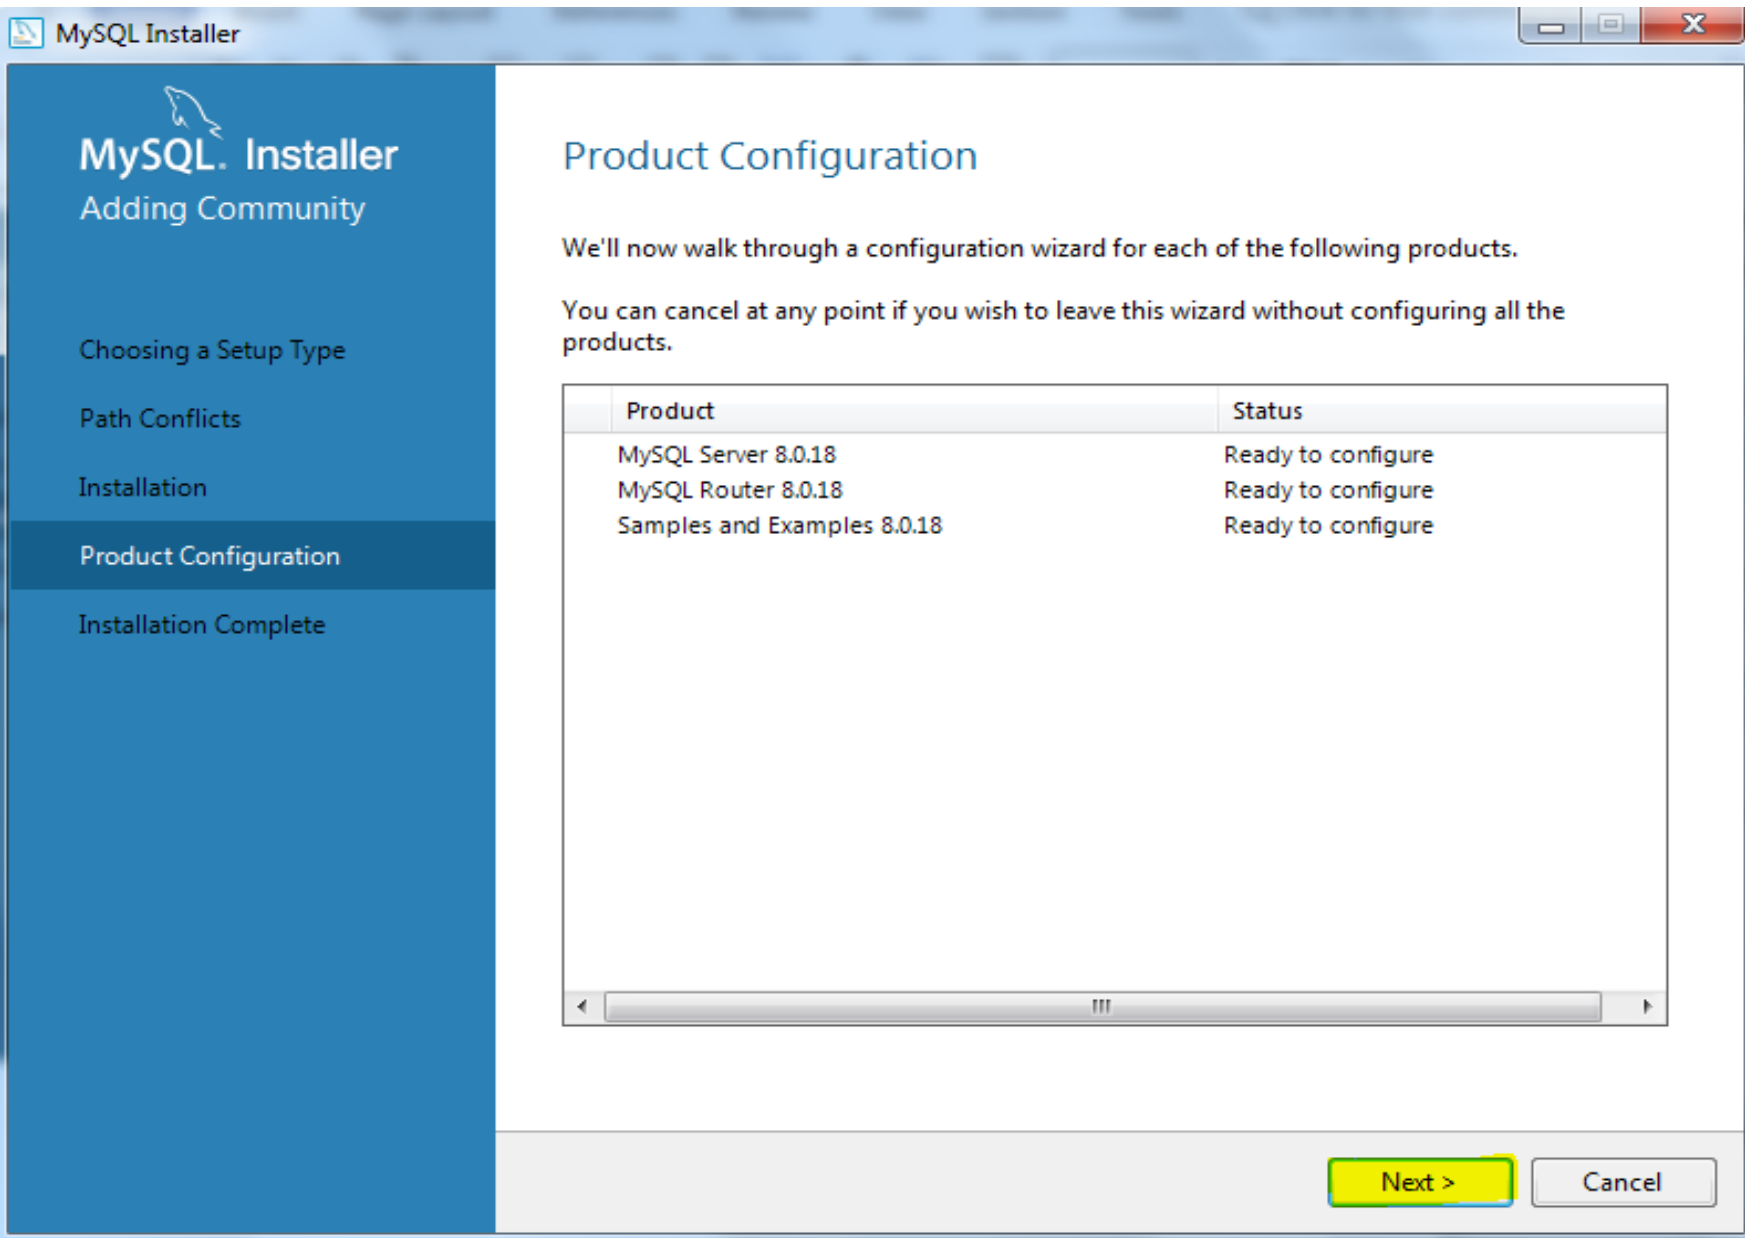 MySQL Installer
MySQL. Installer
Adding Community
Choosing a Setup Type
Path Conflicts
Installation
Product Configuration
Installation Complete
Product Configuration
We'll now walk through a configuration wizard for each of the following products.
You can cancel at any point if you wish to leave this wizard without configuring all the
products.
Product Status
MySQL Server 8.0.18 Ready to configure
MySQL Router 8.0.18 Ready to configure
Samples and Examples 8.0.18 Ready to configure
Next > Cancel